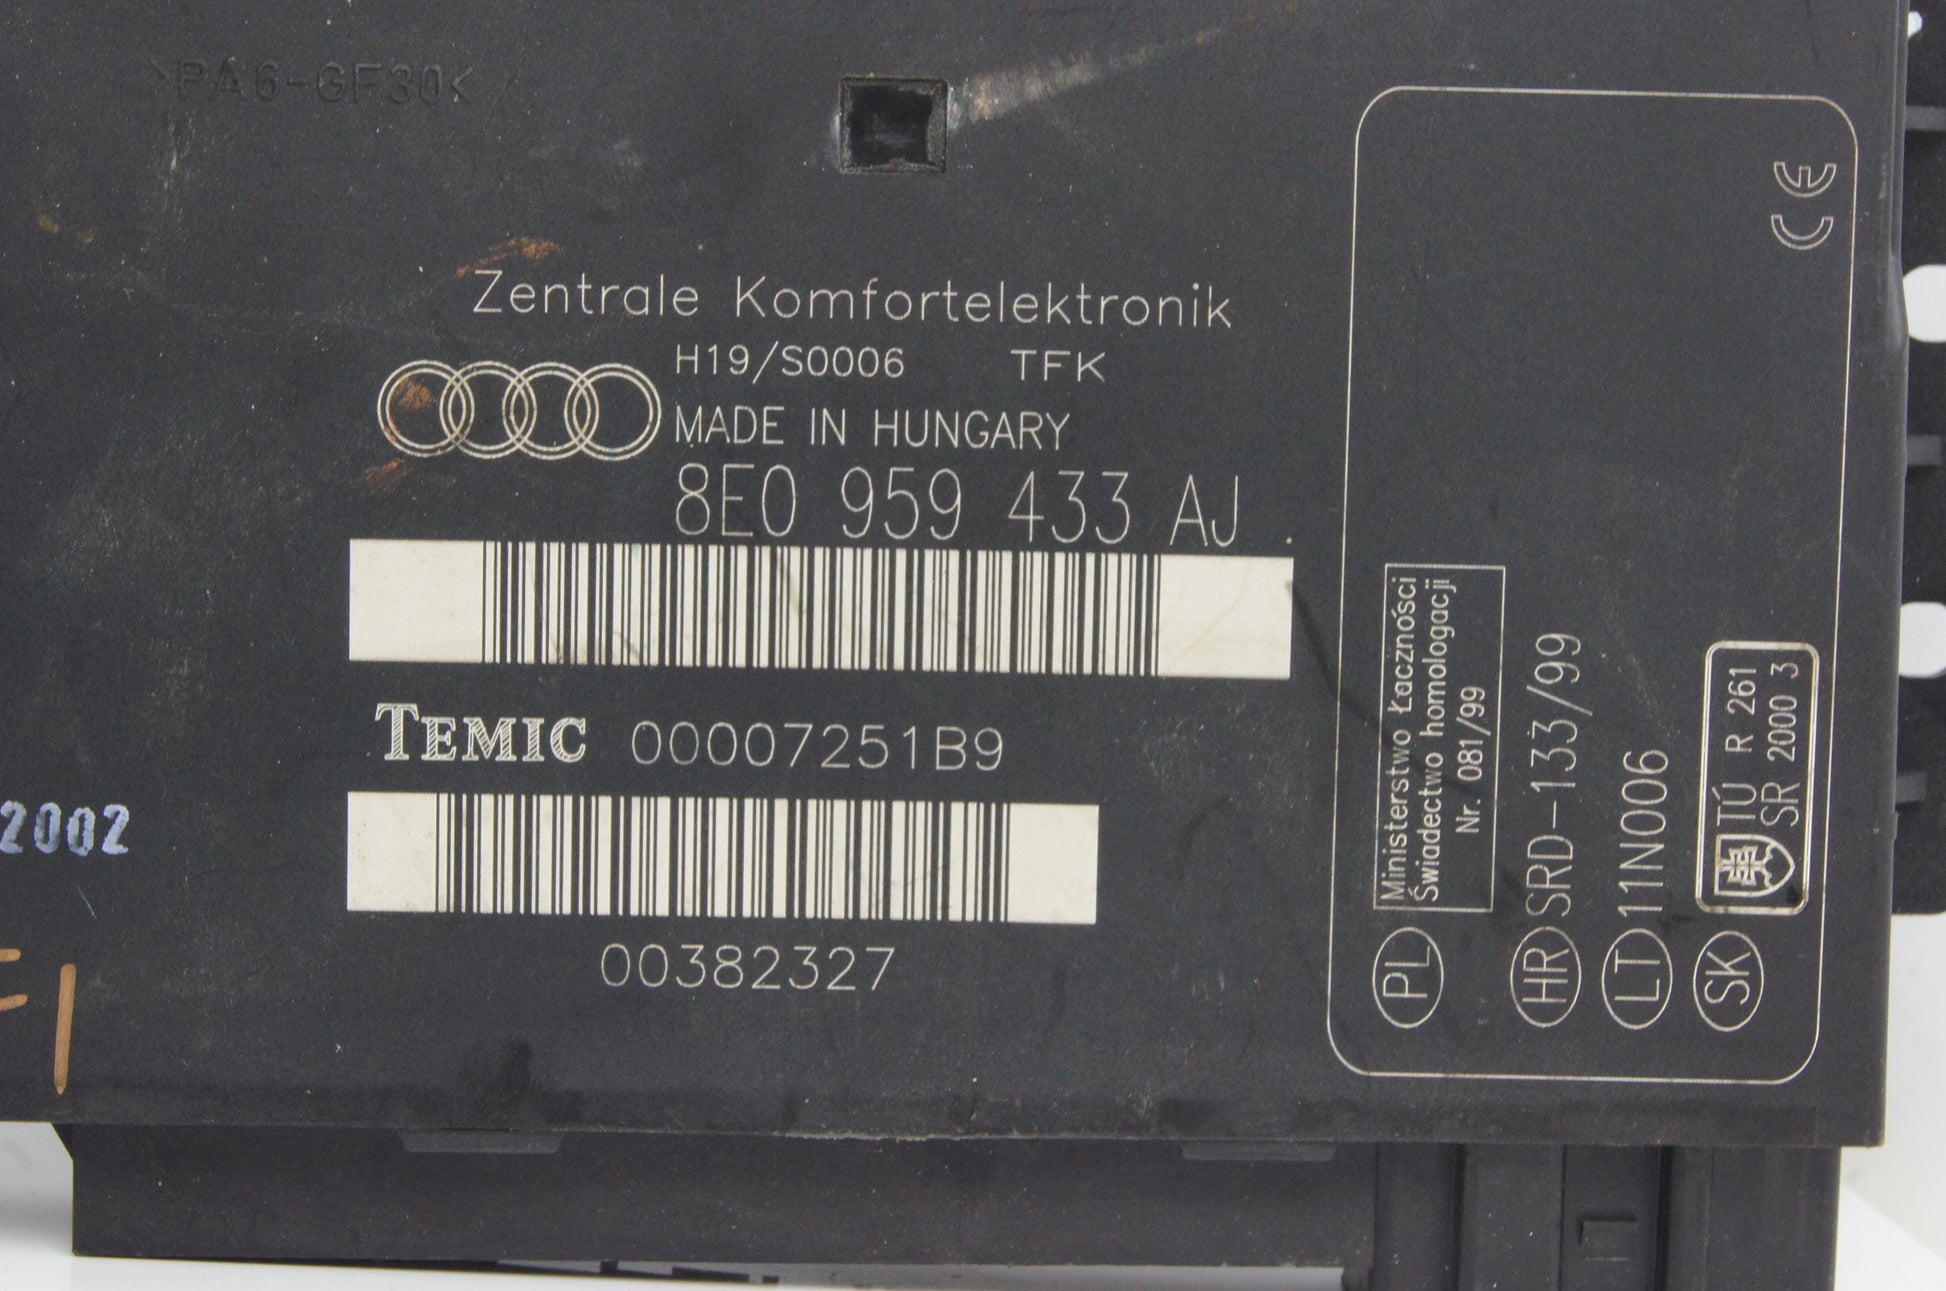 >PA6-GF30<
Zentrale Komfortelektronik
H19/S0006 TFK
MADE IN HUNGARY
8E0 959 433 AJ
TEMIC 00007251B9
00382327
2002
CE
PL
Ministerstwo Łączności
Świadectwo homologacji
Nr. 081/99
HR SRD-133/99
LT 11N006
SK
TÚ R 261
SR 2000 3